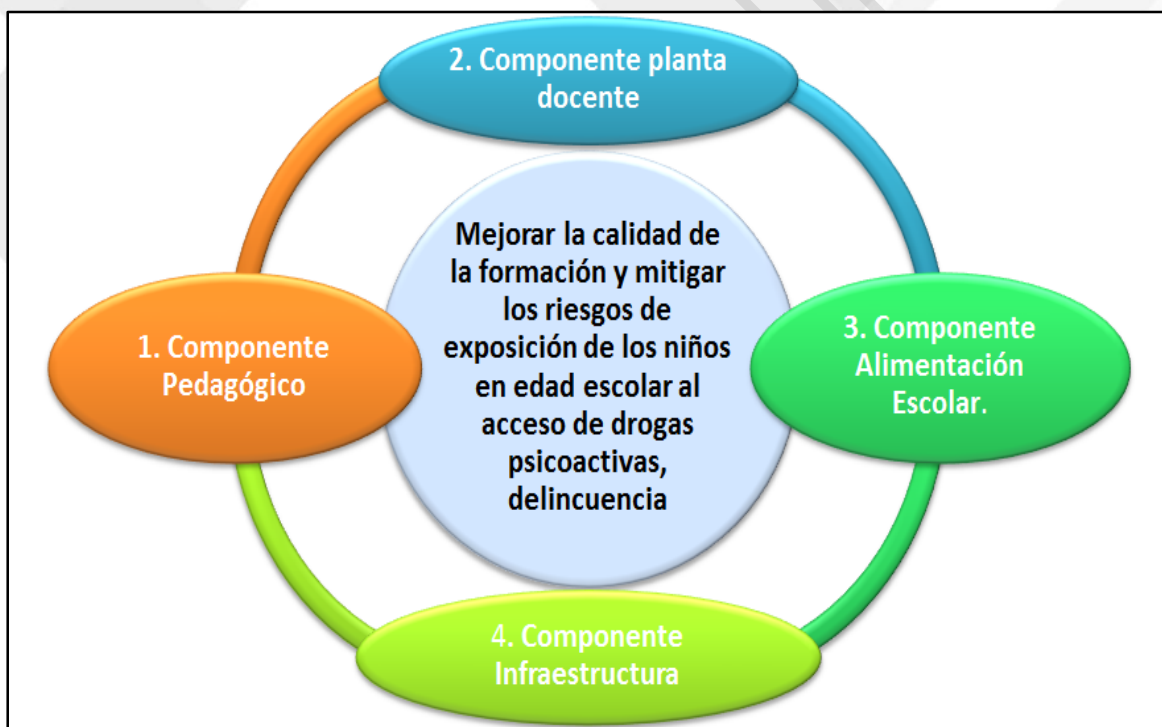 2. Componente planta
docente
Mejorar la calidad de
la formación y mitigar
los riesgos de
exposición de los niños
en edad escolar al
acceso de drogas
psicoactivas,
delincuencia
1. Componente
Pedagógico
3. Componente
Alimentación
Escolar.
4. Componente
Infraestructura